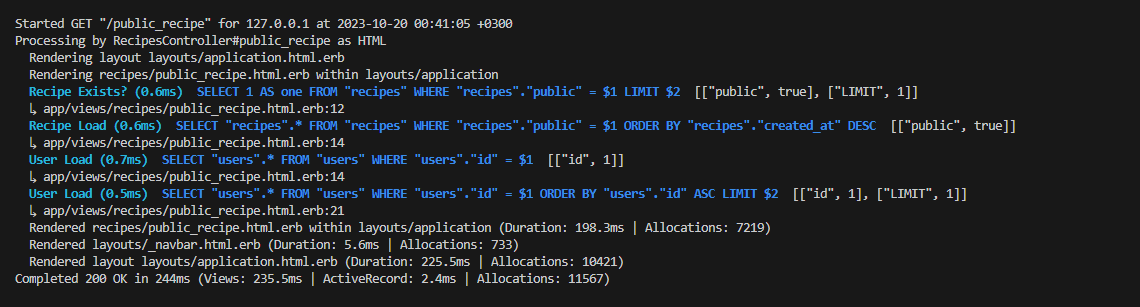 Started GET "/public_recipe" for 127.0.0.1 at 2023-10-20 00:41:05 +0300
Processing by RecipesController#public_recipe as HTML
Rendering layout layouts/application.html.erb
Rendering recipes/public_recipe.html.erb within layouts/application
Recipe Exists? (0.6ms)  SELECT 1 AS one FROM "recipes" WHERE "recipes"."public" = $1 LIMIT $2  [["public", true], ["LIMIT", 1]]
↳ app/views/recipes/public_recipe.html.erb:12
Recipe Load (0.6ms)  SELECT "recipes".* FROM "recipes" WHERE "recipes"."public" = $1 ORDER BY "recipes"."created_at" DESC  [["public", true]]
↳ app/views/recipes/public_recipe.html.erb:14
User Load (0.7ms)  SELECT "users".* FROM "users" WHERE "users"."id" = $1  [["id", 1]]
↳ app/views/recipes/public_recipe.html.erb:14
User Load (0.5ms)  SELECT "users".* FROM "users" WHERE "users"."id" = $1 ORDER BY "users"."id" ASC LIMIT $2  [["id", 1], ["LIMIT", 1]]
↳ app/views/recipes/public_recipe.html.erb:21
Rendered recipes/public_recipe.html.erb within layouts/application (Duration: 198.3ms | Allocations: 7219)
Rendered layouts/_navbar.html.erb (Duration: 5.6ms | Allocations: 733)
Rendered layout layouts/application.html.erb (Duration: 225.5ms | Allocations: 10421)
Completed 200 OK in 244ms (Views: 235.5ms | ActiveRecord: 2.4ms | Allocations: 11567)